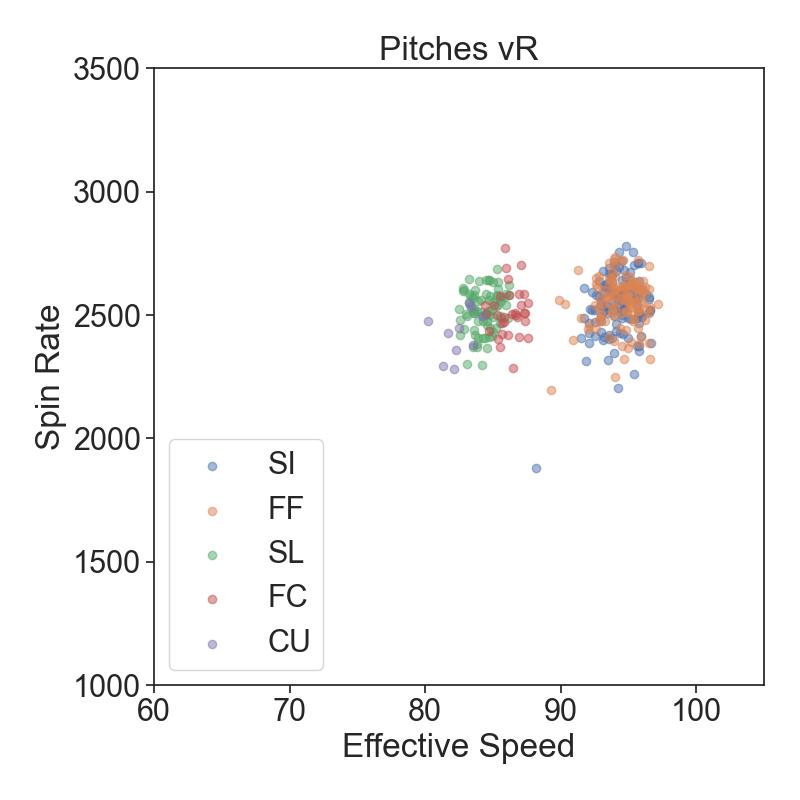 Pitches vR
3500
3000
2500
2000
1500
1000
Spin Rate
SI
FF
SL
FC
CU
60 70 80 90 100
Effective Speed